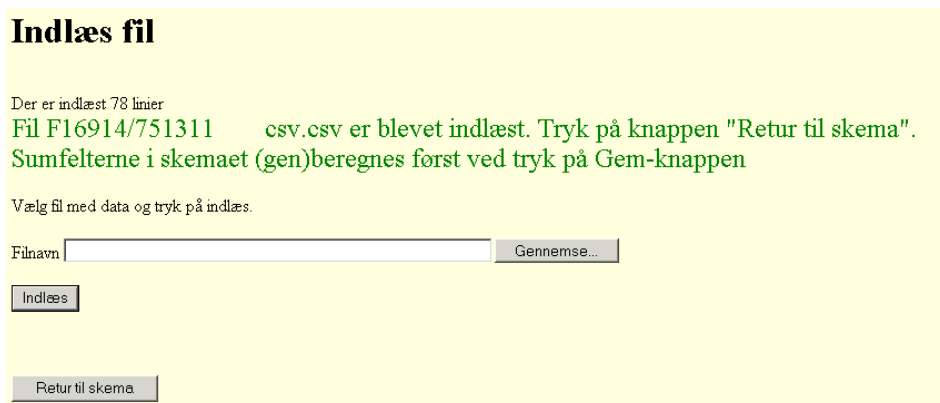 Indlæs fil
Der er indlæst 78 linier
Fil F16914/751311 csv.csv er blevet indlæst. Tryk på knappen "Retur til skema".
Sumfelterne i skemaet (gen)beregnes først ved tryk på Gem-knappen
Vælg fil med data og tryk på indlæs.
Filnavn Gennemse...
Indlæs
Retur til skema